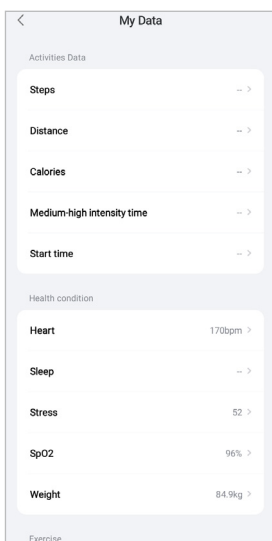 My Data
Activities Data
Steps -- >
Distance -- >
Calories -- >
Medium-high intensity time -- >
Start time -- >
Health condition
Heart 170bpm >
Sleep -- >
Stress 52 >
SpO2 96% >
Weight 84.9kg >
Exercise